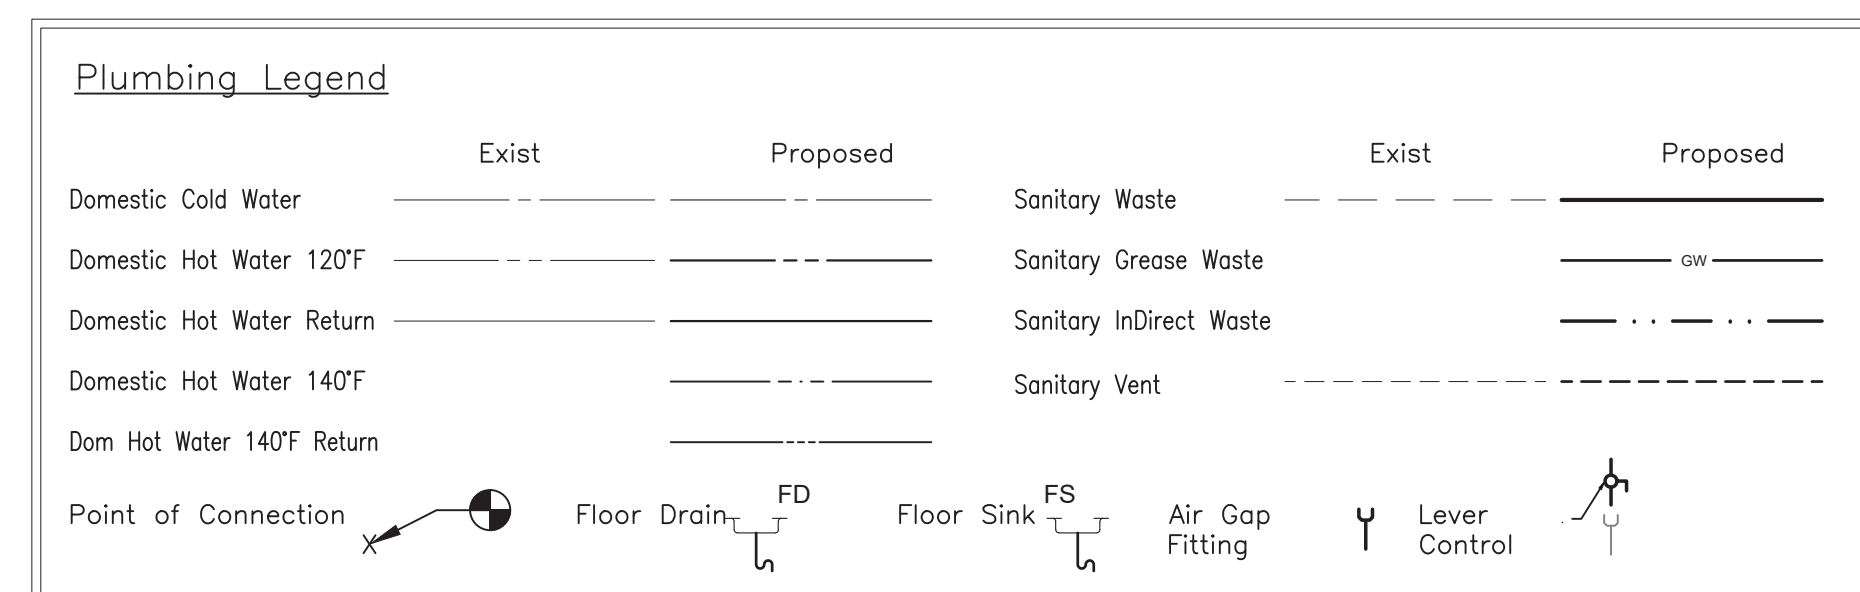 Plumbing Legend
Exist Proposed Exist Proposed
Domestic Cold Water Sanitary Waste
Domestic Hot Water 120°F Sanitary Grease Waste GW
Domestic Hot Water Return Sanitary InDirect Waste
Domestic Hot Water 140°F Sanitary Vent
Dom Hot Water 140°F Return
Point of Connection X Floor Drain FD Floor Sink FS Air Gap Lever
Fitting Control